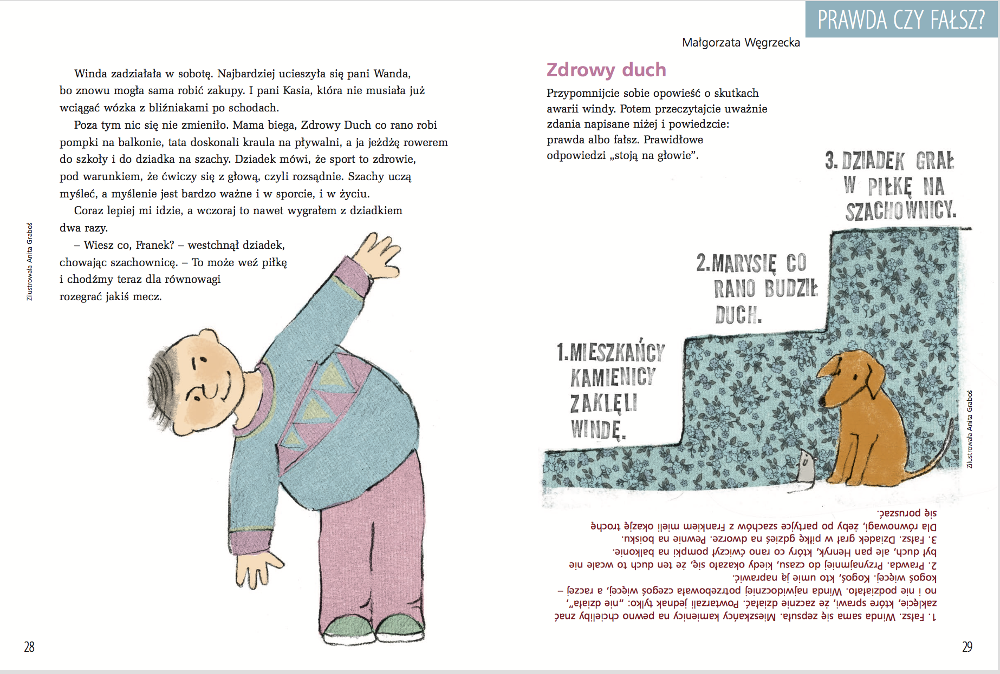 Winda zadziałała w sobotę. Najbardziej ucieszyła się pani Wanda,
bo znowu mogła sama robić zakupy. I pani Kasia, która nie musiała już
wciągać wózka z bliźniakami po schodach.
Poza tym nic się nie zmieniło. Mama biega, Zdrowy Duch co rano robi
pompki na balkonie, tata doskonali kraula na pływalni, a ja jeżdżę rowerem
do szkoły i do dziadka na szachy. Dziadek mówi, że sport to zdrowie,
pod warunkiem, że ćwiczy się z głową, czyli rozsądnie. Szachy uczą
myśleć, a myślenie jest bardzo ważne i w sporcie, i w życiu.
Coraz lepiej mi idzie, a wczoraj to nawet wygrałem z dziadkiem
dwa razy.
– Wiesz co, Franek? – westchnął dziadek,
chowając szachownicę. – To może weź piłkę
i chodźmy teraz dla równowagi
rozegrać jakiś mecz.
Zilustrowała Anita Graboś
28
PRAWDA CZY FAŁSZ?
Małgorzata Węgrzecka
Zdrowy duch
Przypomnijcie sobie opowieść o skutkach
awarii windy. Potem przeczytajcie uważnie
zdania napisane niżej i powiedzcie:
prawda albo fałsz. Prawidłowe
odpowiedzi „stoją na głowie”.
1. MIESZKAŃCY
KAMIENICY
ZAKLĘLI
WINDĘ.
2. MARYSIĘ CO
RANO BUDZIŁ
DUCH.
3. DZIADEK GRAŁ
W PIŁKĘ NA
SZACHOWNICY.
Zilustrowała Anita Graboś
1. Fałsz. Winda sama się zepsuła. Mieszkańcy kamienicy na pewno chcieliby znać
zaklęcie, które sprawi, że zacznie działać. Powtarzali jednak tylko: „nie działa”,
no i nie podziałało. Winda najwidoczniej potrzebowała czegoś więcej, a raczej –
kogoś więcej. Kogoś, kto umie ją naprawić.
2. Prawda. Przynajmniej do czasu, kiedy okazało się, że ten duch to wcale nie
był duch, ale pan Henryk, który co rano ćwiczył pompki na balkonie.
3. Fałsz. Dziadek grał w piłkę gdzieś na dworze. Pewnie na boisku.
Dla równowagi, żeby po partyjce szachów z Frankiem mieli okazję trochę
się poruszać.
29